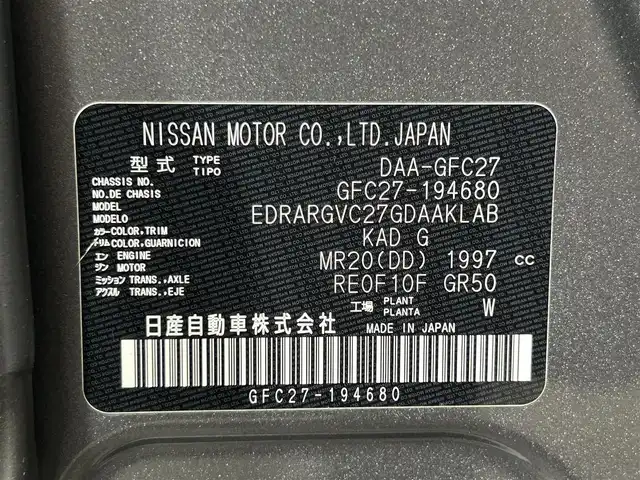 NISSAN MOTOR CO.,LTD.JAPAN
型式 TYPE TIPO DAA-GFC27
CHASSIS NO. NO.DE CHASIS GFC27-194680
MODEL MODELO EDRARGVC27GDAAKLAB
カラー COLOR,TRIM トリム COLOR,GUARNICION KAD G
エンジン ENGINE MOTOR MR20(DD) 1997 cc
ミッション TRANS.,AXLE アクスル TRANS.,EJE RE0F10F GR50
工場 PLANT PLANTA W
日産自動車株式会社 MADE IN JAPAN
GFC27-194680